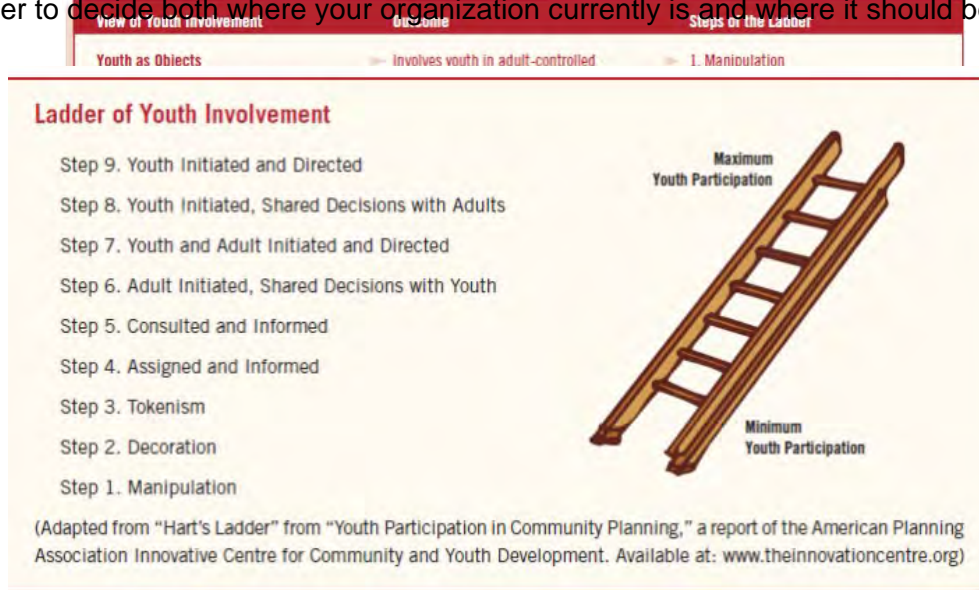 er to decide both where your organization currently is and where it should be
View of Youth Involvement Outcome Steps of the Ladder
Youth as Objects Involves youth in adult-controlled 1. Manipulation
Ladder of Youth Involvement
Step 9. Youth Initiated and Directed
Step 8. Youth Initiated, Shared Decisions with Adults
Step 7. Youth and Adult Initiated and Directed
Step 6. Adult Initiated, Shared Decisions with Youth
Step 5. Consulted and Informed
Step 4. Assigned and Informed
Step 3. Tokenism
Step 2. Decoration
Step 1. Manipulation
Maximum
Youth Participation
Minimum
Youth Participation
(Adapted from “Hart’s Ladder” from “Youth Participation in Community Planning,” a report of the American Planning
Association Innovative Centre for Community and Youth Development. Available at: www.theinnovationcentre.org)